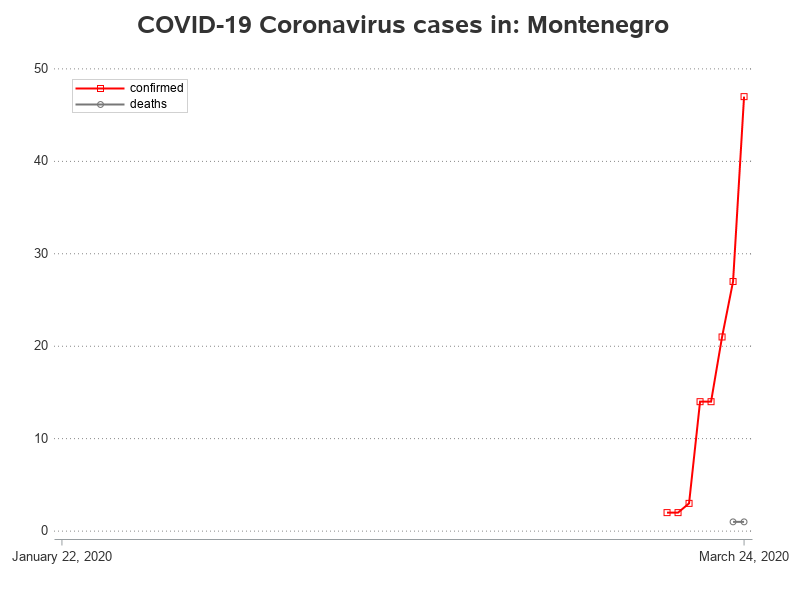 COVID-19 Coronavirus cases in: Montenegro
50
confirmed
deaths
40
30
20
10
0
January 22, 2020
March 24, 2020